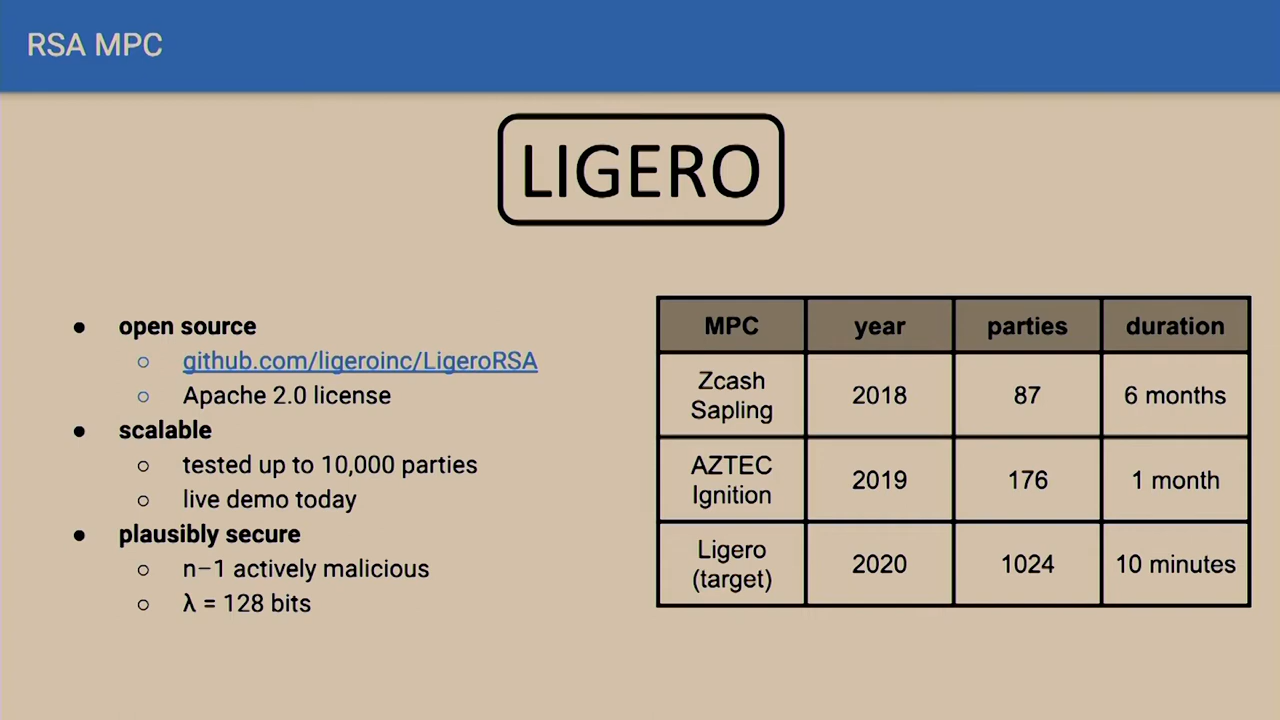 RSA MPC
LIGERO
● open source
○ github.com/ligeroinc/LigeroRSA
○ Apache 2.0 license
● scalable
○ tested up to 10,000 parties
○ live demo today
● plausibly secure
○ n−1 actively malicious
○ λ = 128 bits
MPC year parties duration
Zcash
Sapling 2018 87 6 months
AZTEC
Ignition 2019 176 1 month
Ligero
(target) 2020 1024 10 minutes